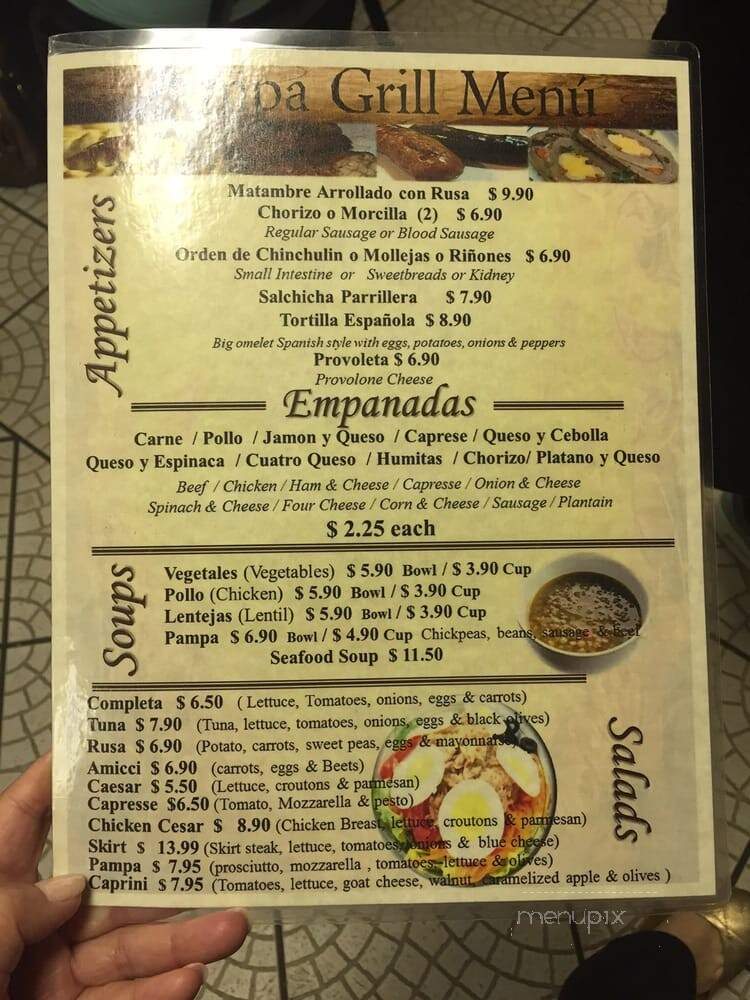 Grill Menú
Appetizers
Matambre Arrollado con Rusa $ 9.90
Chorizo o Morcilla (2) $ 6.90
Regular Sausage or Blood Sausage
Orden de Chinchulin o Mollejas o Riñones $ 6.90
Small Intestine or Sweetbreads or Kidney
Salchicha Parrillera $ 7.90
Tortilla Española $ 8.90
Big omelet Spanish style with eggs, potatoes, onions & peppers
Provoleta $ 6.90
Provolone Cheese
Empanadas
Carne / Pollo / Jamon y Queso / Caprese / Queso y Cebolla
Queso y Espinaca / Cuatro Queso / Humitas / Chorizo/ Platano y Queso
Beef / Chicken / Ham & Cheese / Capresse / Onion & Cheese
Spinach & Cheese / Four Cheese / Corn & Cheese / Sausage / Plantain
$ 2.25 each
Soups
Vegetales (Vegetables) $ 5.90 Bowl / $ 3.90 Cup
Pollo (Chicken) $ 5.90 Bowl / $ 3.90 Cup
Lentejas (Lentil) $ 5.90 Bowl / $ 3.90 Cup
Pampa $ 6.90 Bowl / $ 4.90 Cup Chickpeas, beans, sausage & beef
Seafood Soup $ 11.50
Salads
Completa $ 6.50 ( Lettuce, Tomatoes, onions, eggs & carrots)
Tuna $ 7.90 (Tuna, lettuce, tomatoes, onions, eggs & black olives)
Rusa $ 6.90 (Potato, carrots, sweet peas, eggs & mayonnaise)
Amicci $ 6.90 (carrots, eggs & Beets)
Caesar $ 5.50 (Lettuce, croutons & parmesan)
Capresse $6.50 (Tomato, Mozzarella & pesto)
Chicken Cesar $ 8.90 (Chicken Breast, lettuce, croutons & parmesan)
Skirt $ 13.99 (Skirt steak, lettuce, tomatoes, onions & blue cheese)
Pampa $ 7.95 (prosciutto, mozzarella , tomatoes, lettuce & olives)
Caprini $ 7.95 (Tomatoes, lettuce, goat cheese, walnut, caramelized apple & olives )
menupix